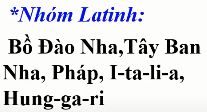 *Nhóm Latinh:
Bồ Đào Nha,Tây Ban
Nha, Pháp, I-ta-li-a,
Hung-ga-ri